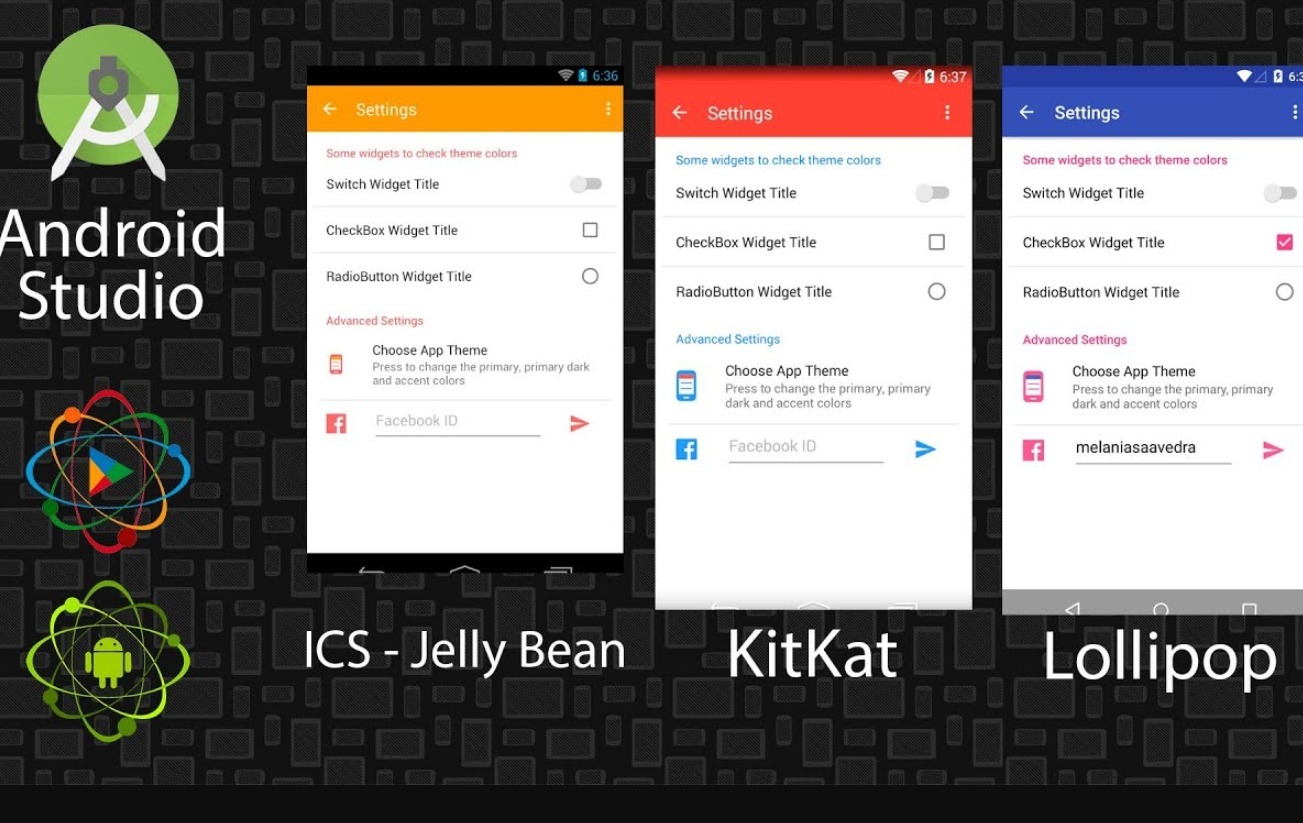 Android
Studio
6:36
Settings
Some widgets to check theme colors
Switch Widget Title
CheckBox Widget Title
RadioButton Widget Title
Advanced Settings
Choose App Theme
Press to change the primary, primary dark
and accent colors
Facebook ID
ICS - Jelly Bean
6:37
Settings
Some widgets to check theme colors
Switch Widget Title
CheckBox Widget Title
RadioButton Widget Title
Advanced Settings
Choose App Theme
Press to change the primary, primary
dark and accent colors
Facebook ID
KitKat
Settings
Some widgets to check theme colors
Switch Widget Title
CheckBox Widget Title
RadioButton Widget Title
Advanced Settings
Choose App Theme
Press to change the primary, primary
dark and accent colors
melaniasaavedra
Lollipop